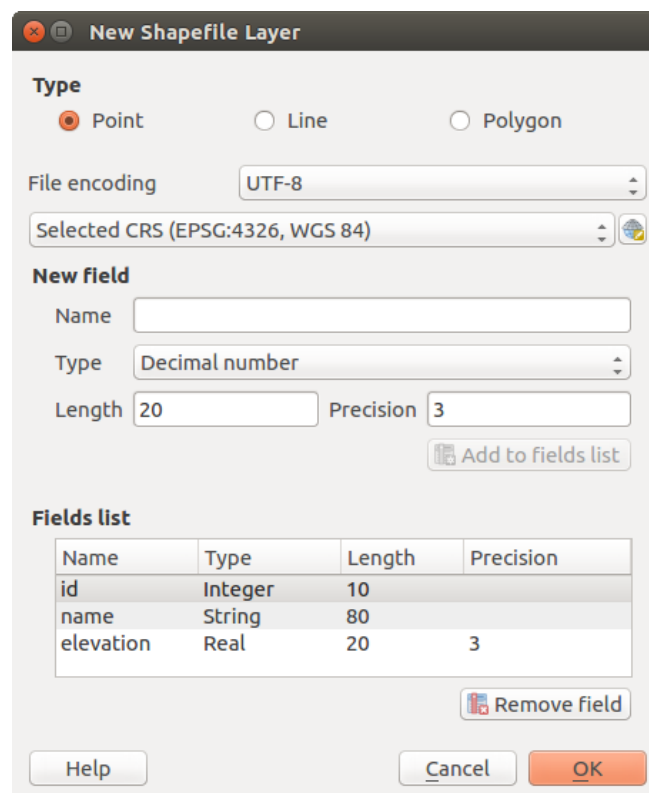 New Shapefile Layer
Type
Point Line Polygon
File encoding UTF-8
Selected CRS (EPSG:4326, WGS 84)
New field
Name
Type Decimal number
Length 20 Precision 3
Add to fields list
Fields list
Name Type Length Precision
id Integer 10
name String 80
elevation Real 20 3
Remove field
Help Cancel OK